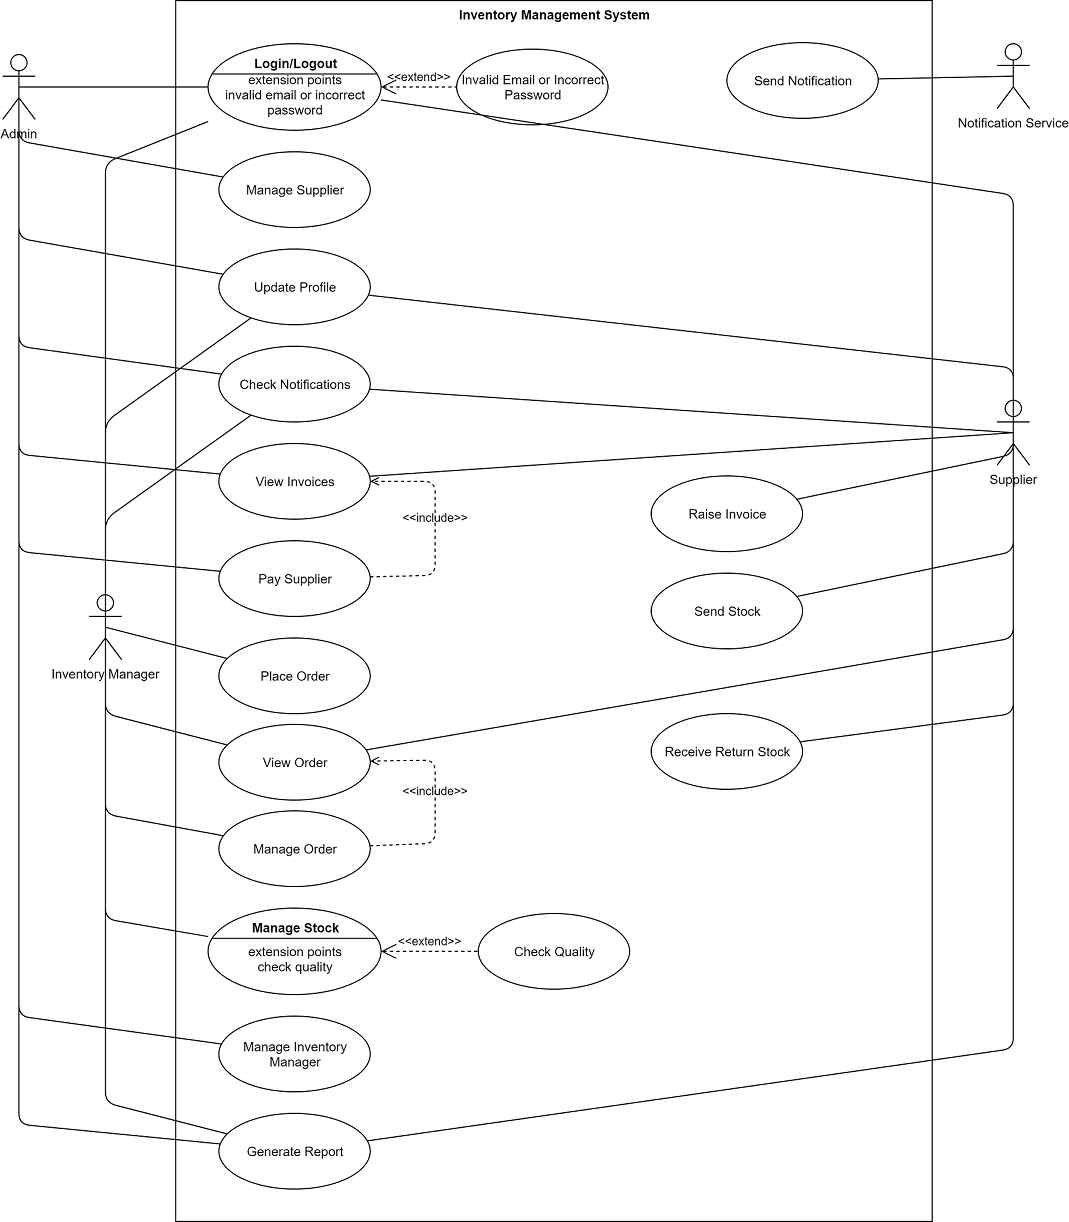 Inventory Management System
Login/Logout
extension points
invalid email or incorrect
password
<<extend>>
Invalid Email or Incorrect
Password
Send Notification
Notification Service
Admin
Manage Supplier
Update Profile
Check Notifications
View Invoices
Supplier
<<include>>
Raise Invoice
Pay Supplier
Send Stock
Inventory Manager
Place Order
View Order
Receive Return Stock
<<include>>
Manage Order
Manage Stock
extension points
check quality
<<extend>>
Check Quality
Manage Inventory
Manager
Generate Report